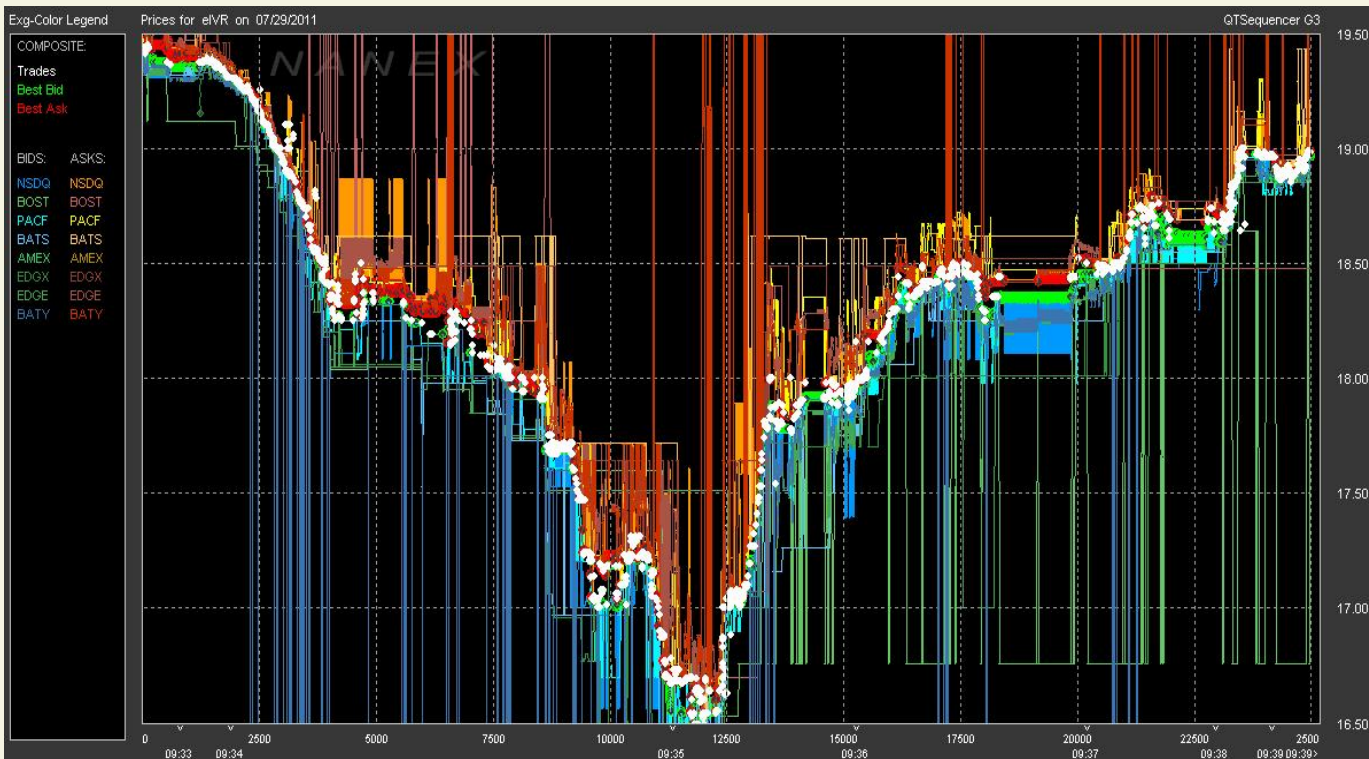 Exg-Color Legend Prices for eIVR on 07/29/2011 QTSequencer G3
COMPOSITE:
Trades
Best Bid
Best Ask
BIDS: ASKS:
NSDQ NSDQ
BOST BOST
PACF PACF
BATS BATS
AMEX AMEX
EDGX EDGX
EDGE EDGE
BATY BATY
NANEX
19.50
19.00
18.50
18.00
17.50
17.00
16.50
0 2500 5000 7500 10000 12500 15000 17500 20000 22500 2500
09:33 09:34 09:35 09:36 09:37 09:38 09:39 09:39>